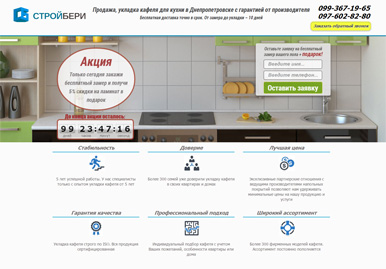 СТРОЙБЕРИ
Продажа, укладка кафеля для кухни в Днепропетровске с гарантией от производителя
Бесплатная доставка точно в срок. От замера до укладки – 10 дней
099-367-19-65
097-602-82-80
Заказать обратный звонок
Акция
Только сегодня закажи
бесплатный замер и получи
5% скидки на ламинат в
подарок
До конца акции осталось:
99 23:47:16
Оставьте заявку на бесплатный
замер вашего пола + подарок!
Введите имя...
Введите телефон...
Оставить заявку
Стабильность
5 лет успешной работы. У нас специалисты
только с опытом укладки кафеля от 5 лет
Доверие
Более 300 семей уже доверили укладку кафеля
в своих квартирах и домах
Лучшая цена
Эксклюзивные партнерские отношения с
ведущими производителями напольных
покрытий позволяют нам удерживать
минимальные цены на нашу продукцию и
услуги
Гарантия качества
Укладка кафеля строго по ISO. Вся продукция
сертифицированная
Профессиональный подход
Индивидуальный подбор кафеля с учетом
Ваших пожеланий, особенности квартиры или
дома
Широкий ассортимент
Более 300 фирменных моделей кафеля.
Ассортимент постоянно пополняется